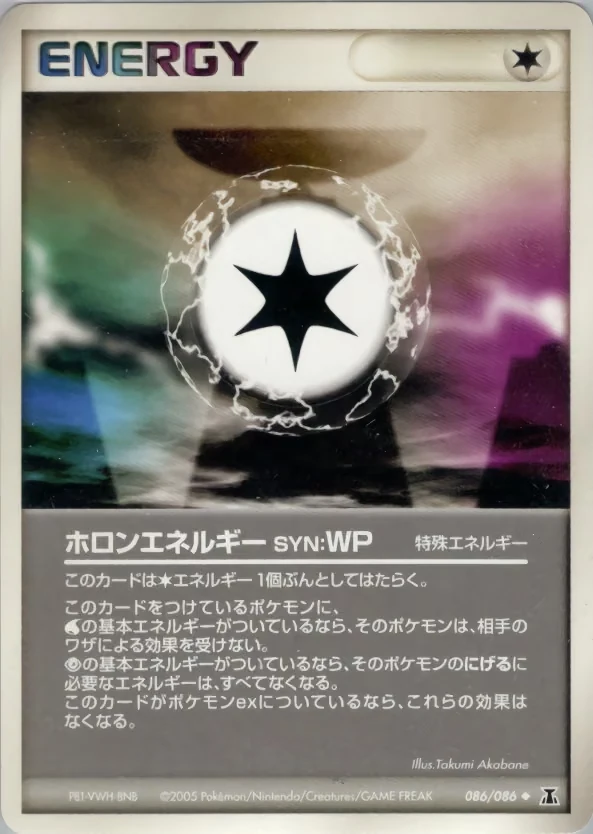 ENERGY
ホロンエネルギー SYN:WP 特殊エネルギー
このカードは✶エネルギー1個ぶんとしてはたらく。
このカードをつけているポケモンに、
の基本エネルギーがついているなら、そのポケモンは、相手の
ワザによる効果を受けない。
の基本エネルギーがついているなら、そのポケモンのにげるに
必要なエネルギーは、すべてなくなる。
このカードがポケモンexについているなら、これらの効果は
なくなる。
Illus.Takumi Akabane
PB1-VWH-BNB ©2005 Pokémon/Nintendo/Creatures/GAME FREAK 086/086 ◆